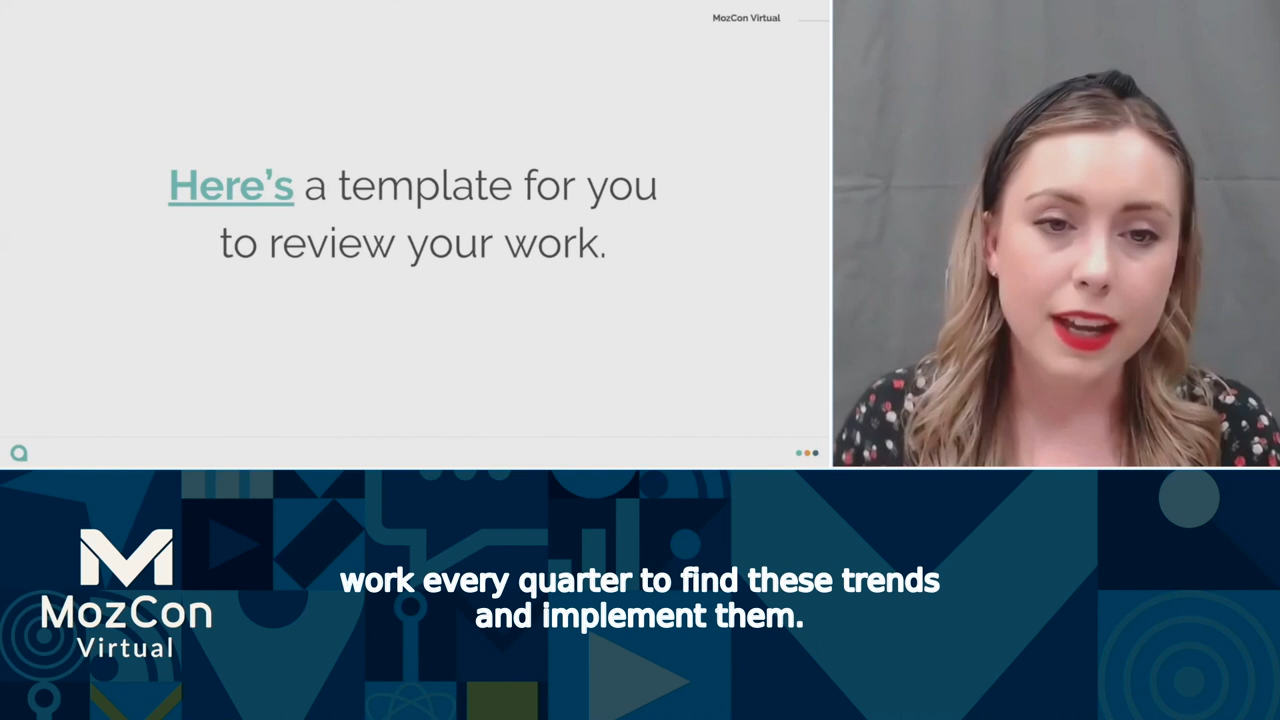 MozCon Virtual
Here's a template for you
to review your work.
MozCon
Virtual
work every quarter to find these trends
and implement them.